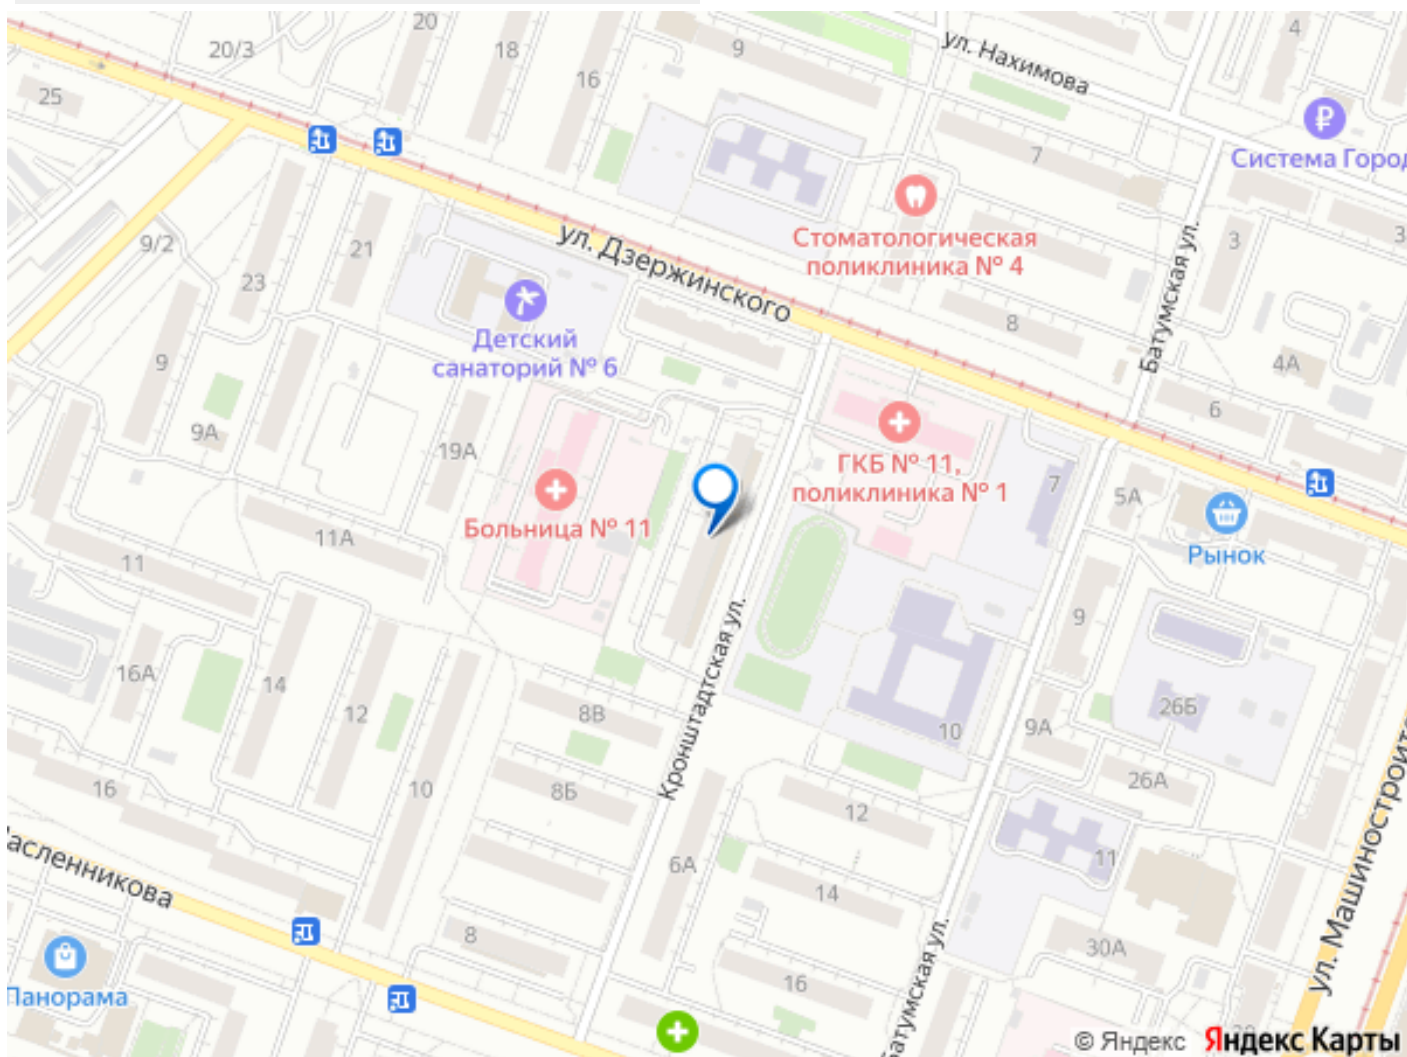 20
20/3
18
9
ул. Нахимова
4
16
25
7
Система Город
Стоматологическая
поликлиника № 4
ул. Дзержинского
9/2
21
23
3
3
Батумская ул.
8
Детский
санаторий № 6
4А
9
6
9А
19А
ГКБ № 11,
поликлиника № 1
7
5А
Больница № 11
Рынок
11А
11
9
Кронштадтская ул.
16А
14
12
8В
26Б
10
9А
16
10
8Б
26А
12
ул. Машиностроите
асленникова
6А
14
11
8
30А
Батумская ул.
Панорама
16
© Яндекс
Яндекс Карты